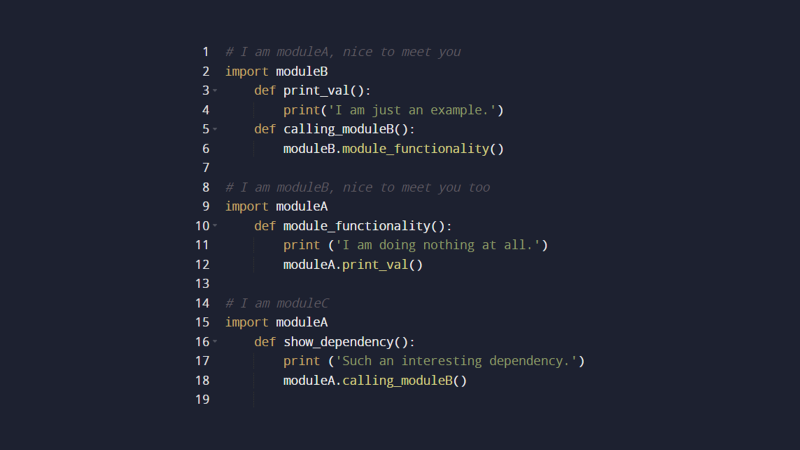 1 # I am moduleA, nice to meet you
2 import moduleB
3 def print_val():
4 print('I am just an example.')
5 def calling_moduleB():
6 moduleB.module_functionality()
7
8 # I am moduleB, nice to meet you too
9 import moduleA
10 def module_functionality():
11 print ('I am doing nothing at all.')
12 moduleA.print_val()
13
14 # I am moduleC
15 import moduleA
16 def show_dependency():
17 print ('Such an interesting dependency.')
18 moduleA.calling_moduleB()
19